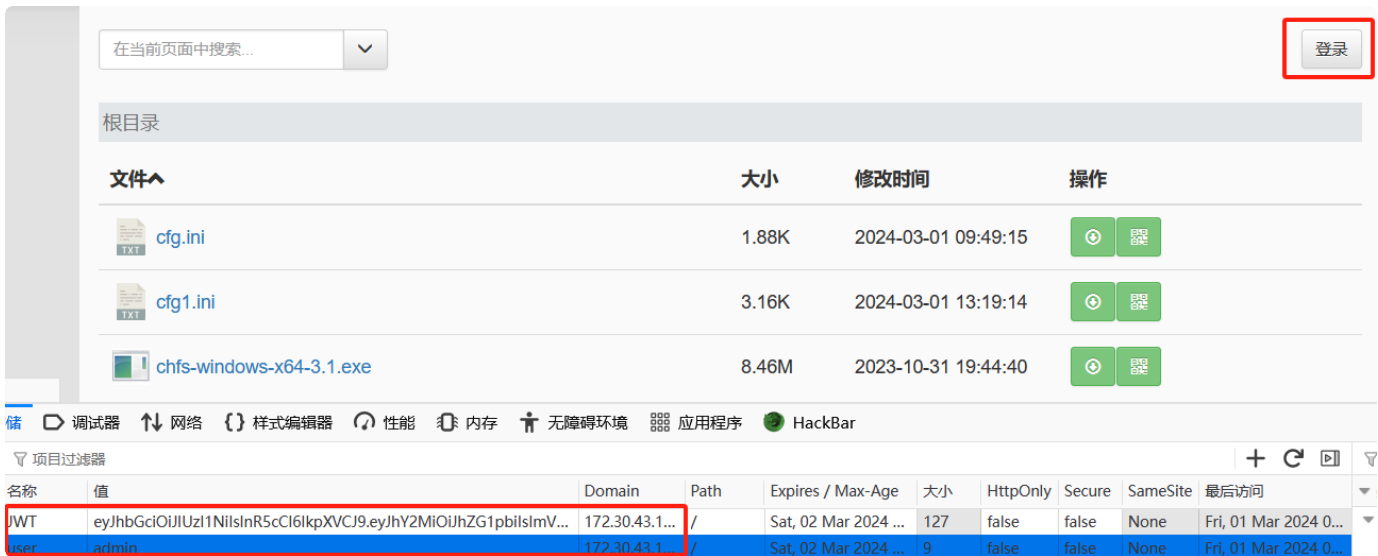 在当前页面中搜索...
登录
根目录
文件 大小 修改时间 操作
TXT cfg.ini 1.88K 2024-03-01 09:49:15
TXT cfg1.ini 3.16K 2024-03-01 13:19:14
chfs-windows-x64-3.1.exe 8.46M 2023-10-31 19:44:40
储 调试器 网络 样式编辑器 性能 内存 无障碍环境 应用程序 HackBar
项目过滤器
名称 值 Domain Path Expires / Max-Age 大小 HttpOnly Secure SameSite 最后访问
JWT eyJhbGciOiJIUzI1NiIsInR5cCI6IkpXVCJ9.eyJhY2MiOiJhZG1pbiIsImV... 172.30.43.1... / Sat, 02 Mar 2024 ... 127 false false None Fri, 01 Mar 2024 0...
user admin 172.30.43.1... / Sat, 02 Mar 2024 ... 9 false false None Fri, 01 Mar 2024 0...